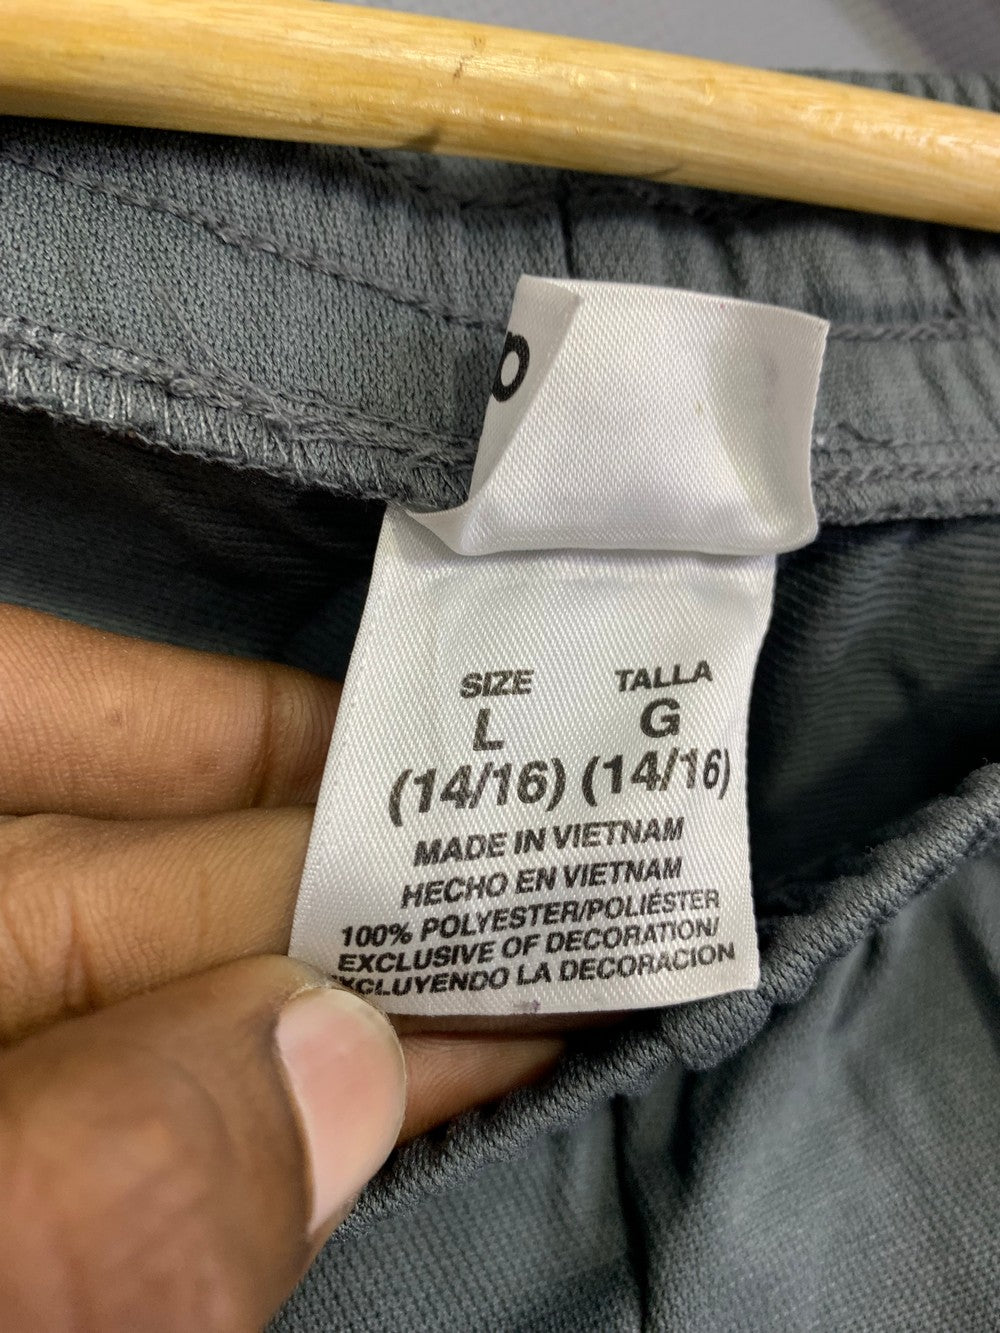 SIZE TALLA
L G
(14/16) (14/16)
MADE IN VIETNAM
HECHO EN VIETNAM
100% POLYESTER/POLIÉSTER
EXCLUSIVE OF DECORATION/
EXCLUYENDO LA DECORACION